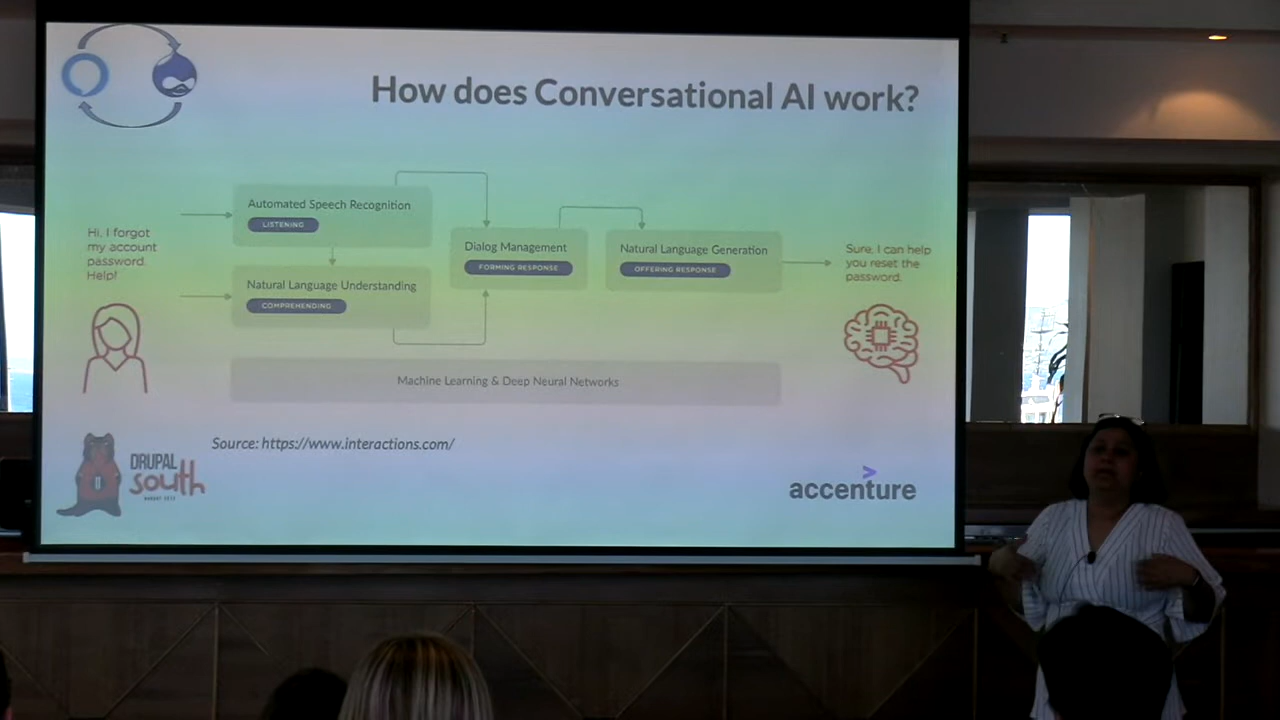 How does Conversational AI work?
Automated Speech Recognition
LISTENING
Hi, I forgot
my account
password.
Help!
Natural Language Understanding
COMPREHENDING
Dialog Management
FORMING RESPONSE
Natural Language Generation
OFFERING RESPONSE
Sure, I can help
you reset the
password.
Machine Learning & Deep Neural Networks
Source: https://www.interactions.com/
DRUPAL
south
accenture